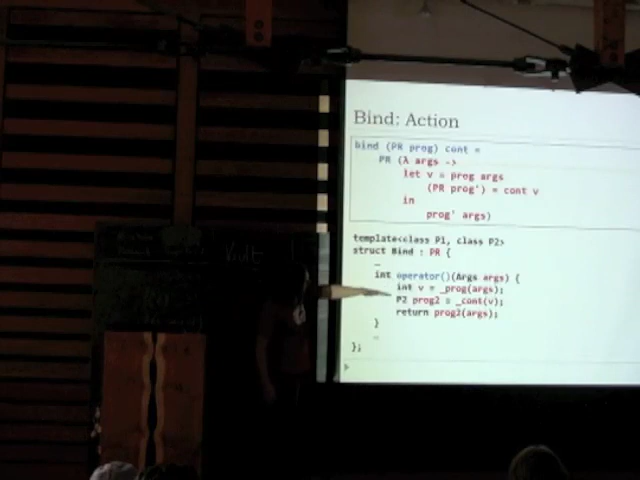 Bind: Action
bind (PR prog) cont =
PR (λ args ->
let v = prog args
(PR prog') = cont v
in
prog' args)
template<class P1, class P2>
struct Bind : PR {
…
int operator()(Args args) {
int v = _prog(args);
P2 prog2 = _cont(v);
return prog2(args);
}
…
};